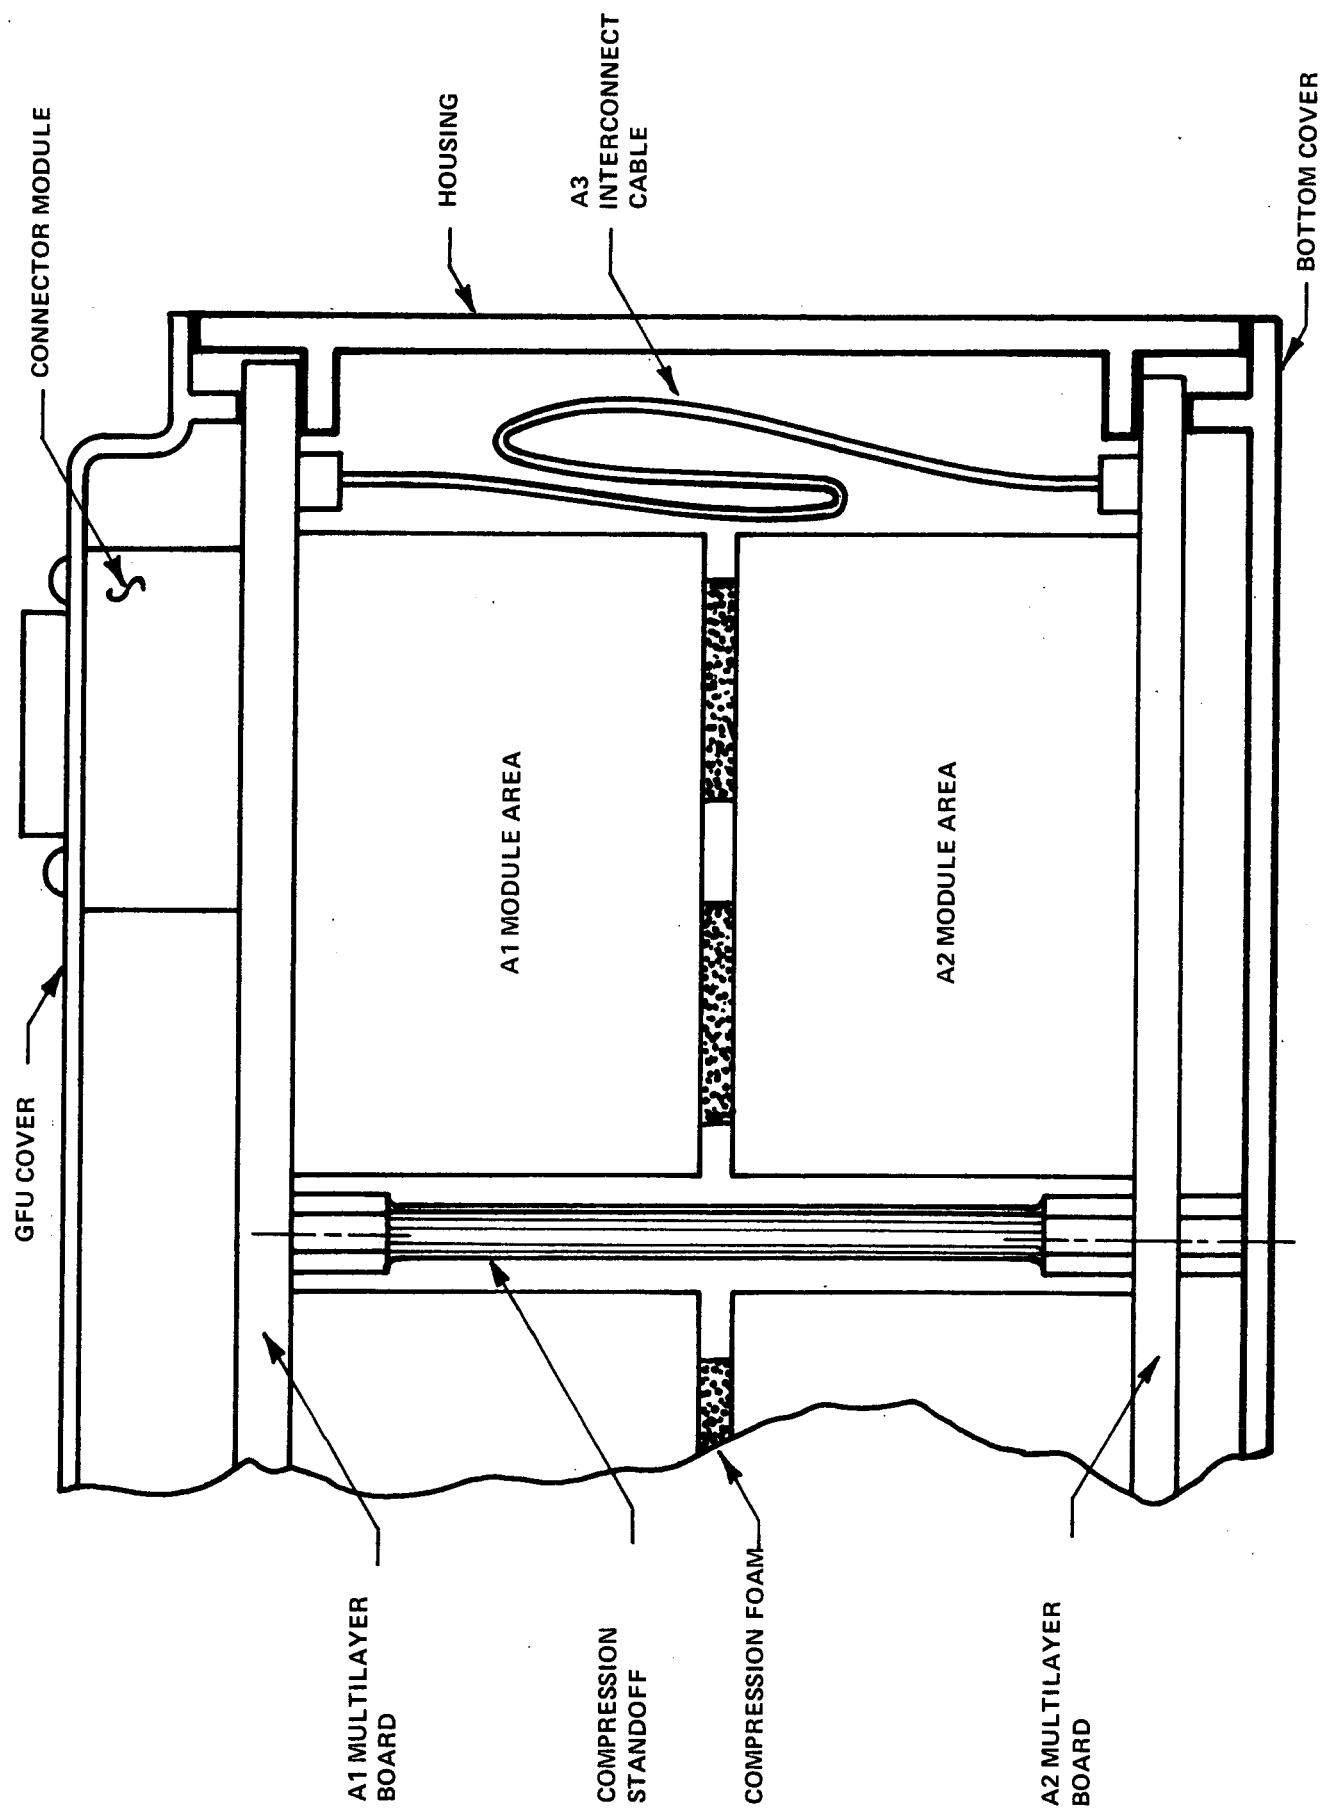 GFU COVER
CONNECTOR MODULE
HOUSING
A3
INTERCONNECT
CABLE
A1 MODULE AREA
A2 MODULE AREA
A1 MULTILAYER
BOARD
COMPRESSION
STANDOFF
COMPRESSION FOAM
A2 MULTILAYER
BOARD
BOTTOM COVER